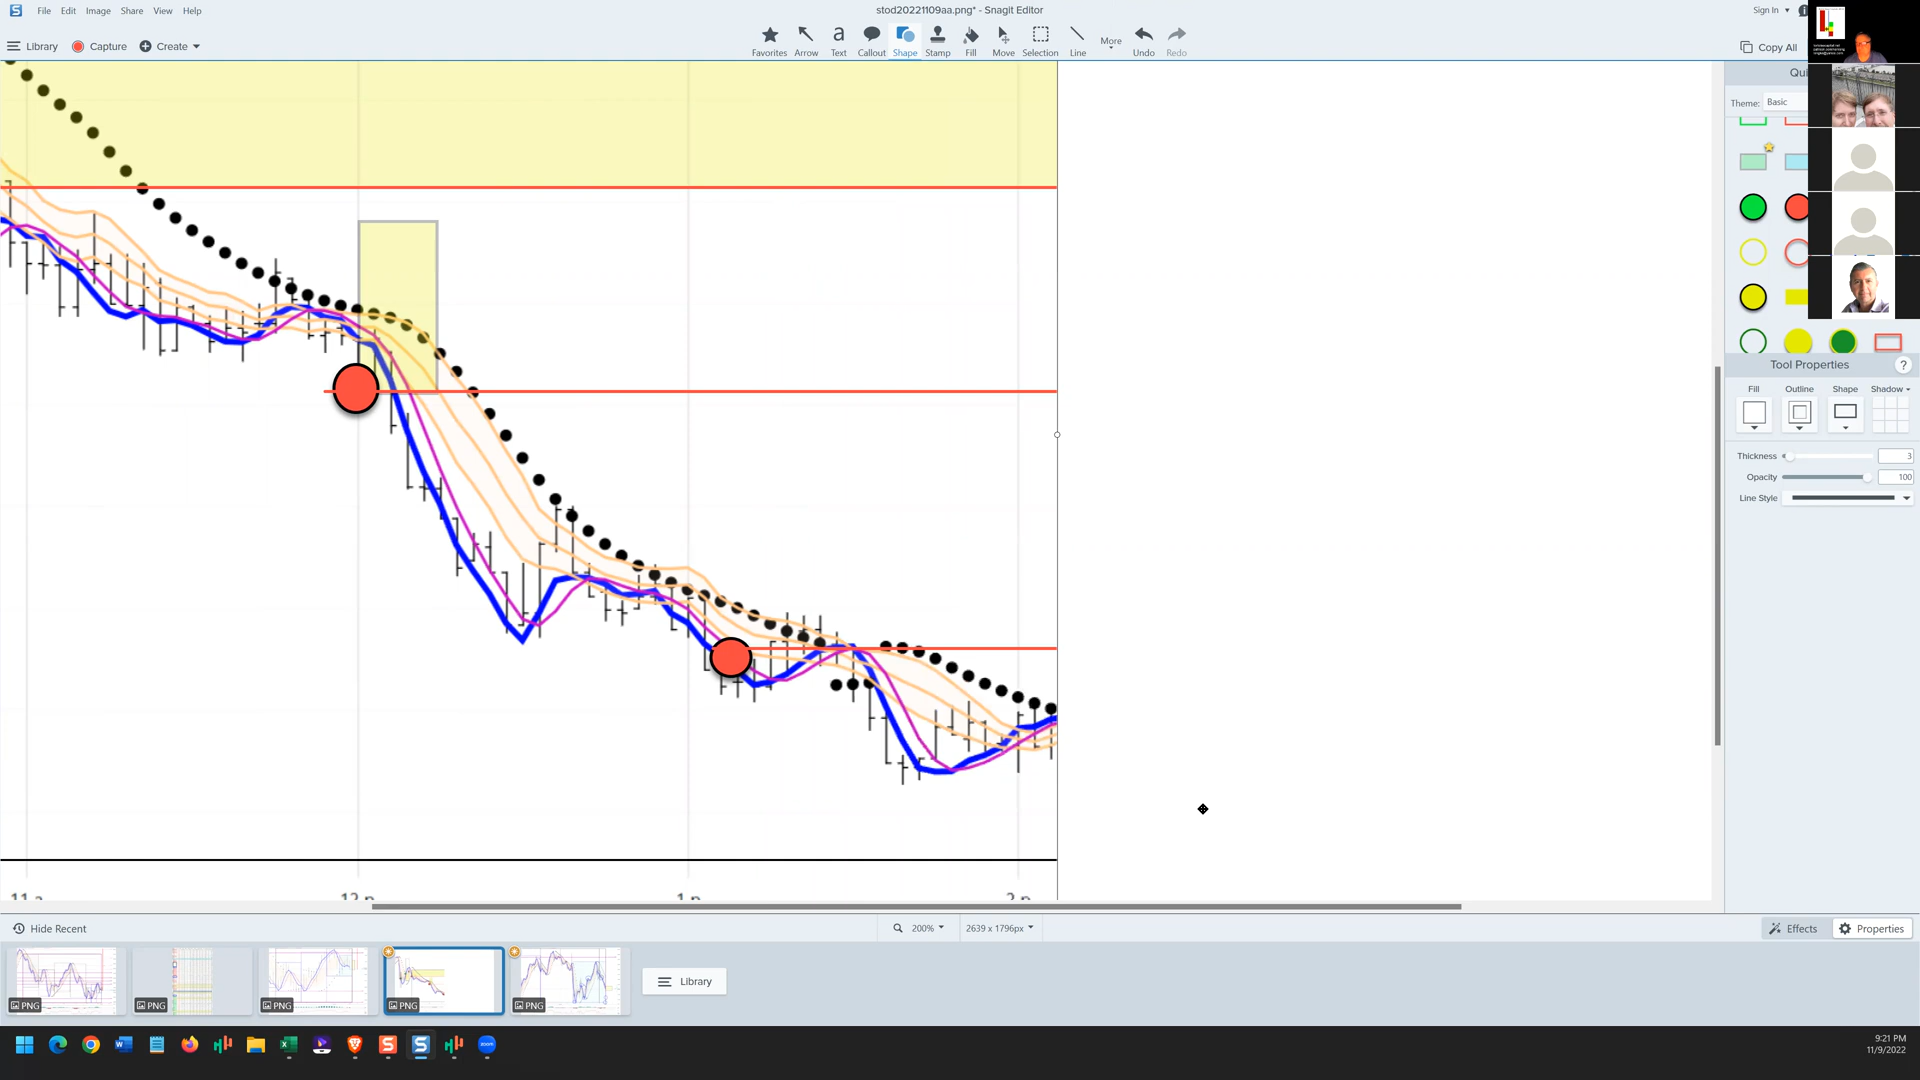 stod20221109aa.png* - Snagit Editor
File Edit Image Share View Help
Sign In
Library Capture Create
Favorites Arrow Text Callout Shape Stamp Fill Move Selection Line More Undo Redo
Copy All
Theme: Basic
Tool Properties ?
Fill Outline Shape Shadow
Thickness 3
Opacity 100
Line Style
Hide Recent
200% 2639 x 1796px
Effects Properties
PNG PNG PNG PNG PNG
Library
9:21 PM
11/9/2022